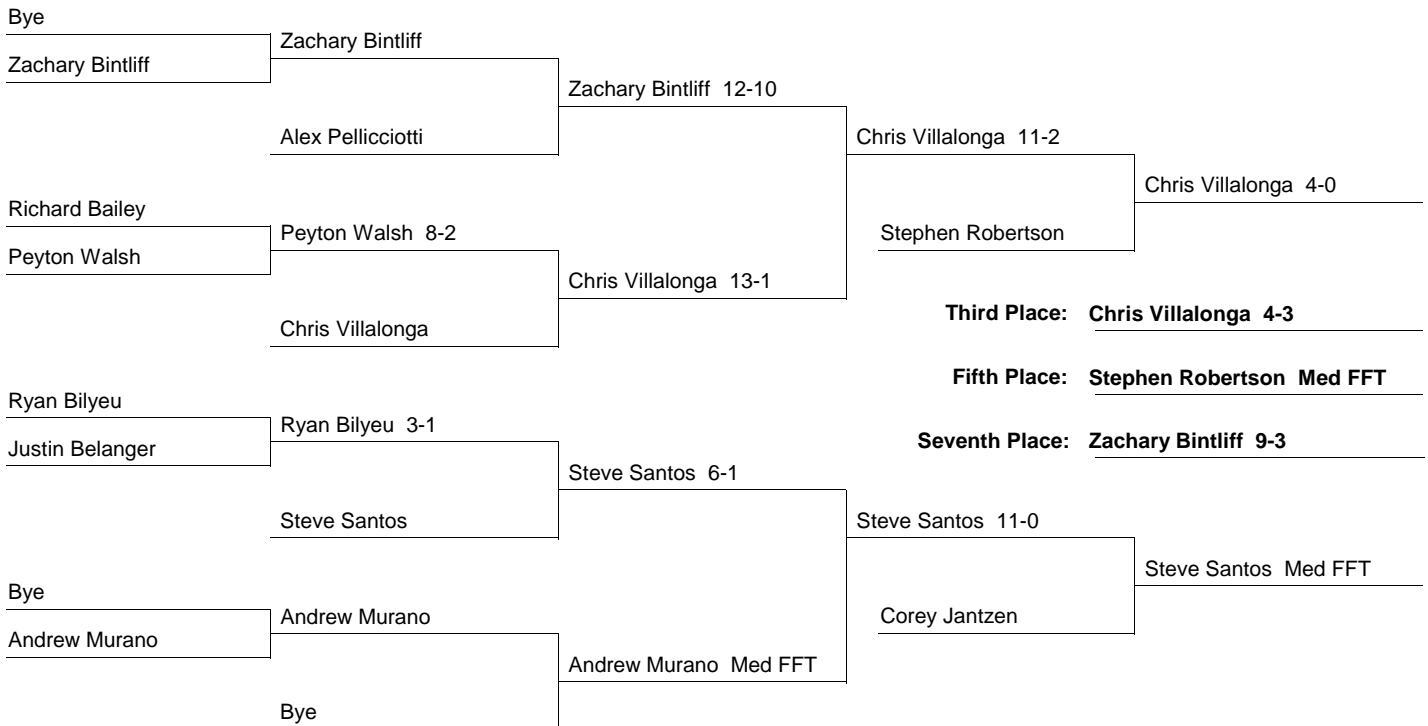 Bye
Zachary Bintliff
Zachary Bintliff
Zachary Bintliff 12-10
Alex Pellicciotti
Chris Villalonga 11-2
Chris Villalonga 4-0
Richard Bailey
Peyton Walsh 8-2
Stephen Robertson
Peyton Walsh
Chris Villalonga 13-1
Third Place: Chris Villalonga 4-3
Chris Villalonga
Fifth Place: Stephen Robertson Med FFT
Ryan Bilyeu
Ryan Bilyeu 3-1
Seventh Place: Zachary Bintliff 9-3
Justin Belanger
Steve Santos 6-1
Steve Santos
Steve Santos 11-0
Steve Santos Med FFT
Bye
Andrew Murano
Corey Jantzen
Andrew Murano
Andrew Murano Med FFT
Bye